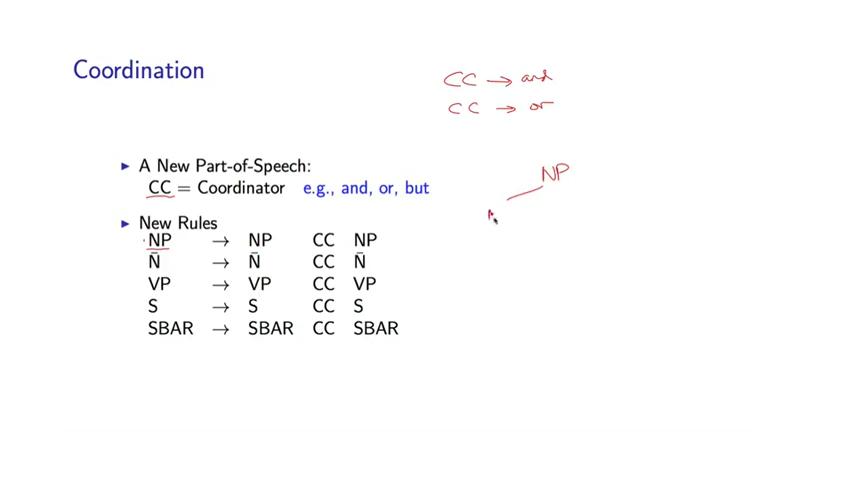 Coordination
CC → and
CC → or
▶ A New Part-of-Speech:
CC = Coordinator e.g., and, or, but
NP
▶ New Rules
NP → NP CC NP
N̄ → N̄ CC N̄
VP → VP CC VP
S → S CC S
SBAR → SBAR CC SBAR